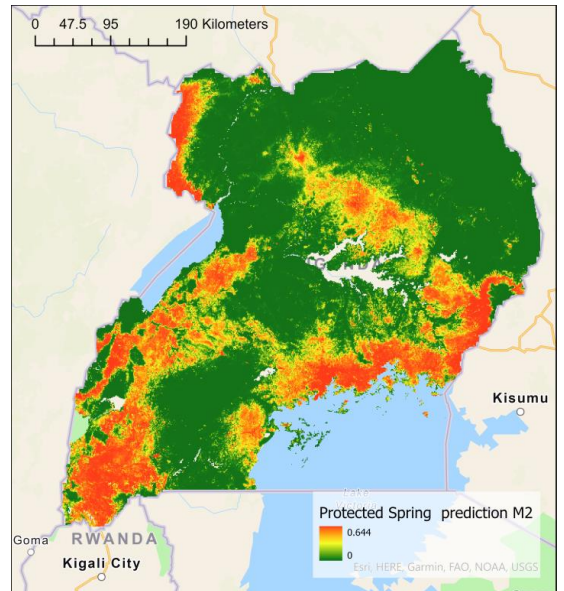 0 47.5 95 190 Kilometers
Kisumu
Lake
Protected Spring prediction M2
0.644
0
Esri, HERE, Garmin, FAO, NOAA, USGS
Goma
RWANDA
Kigali City